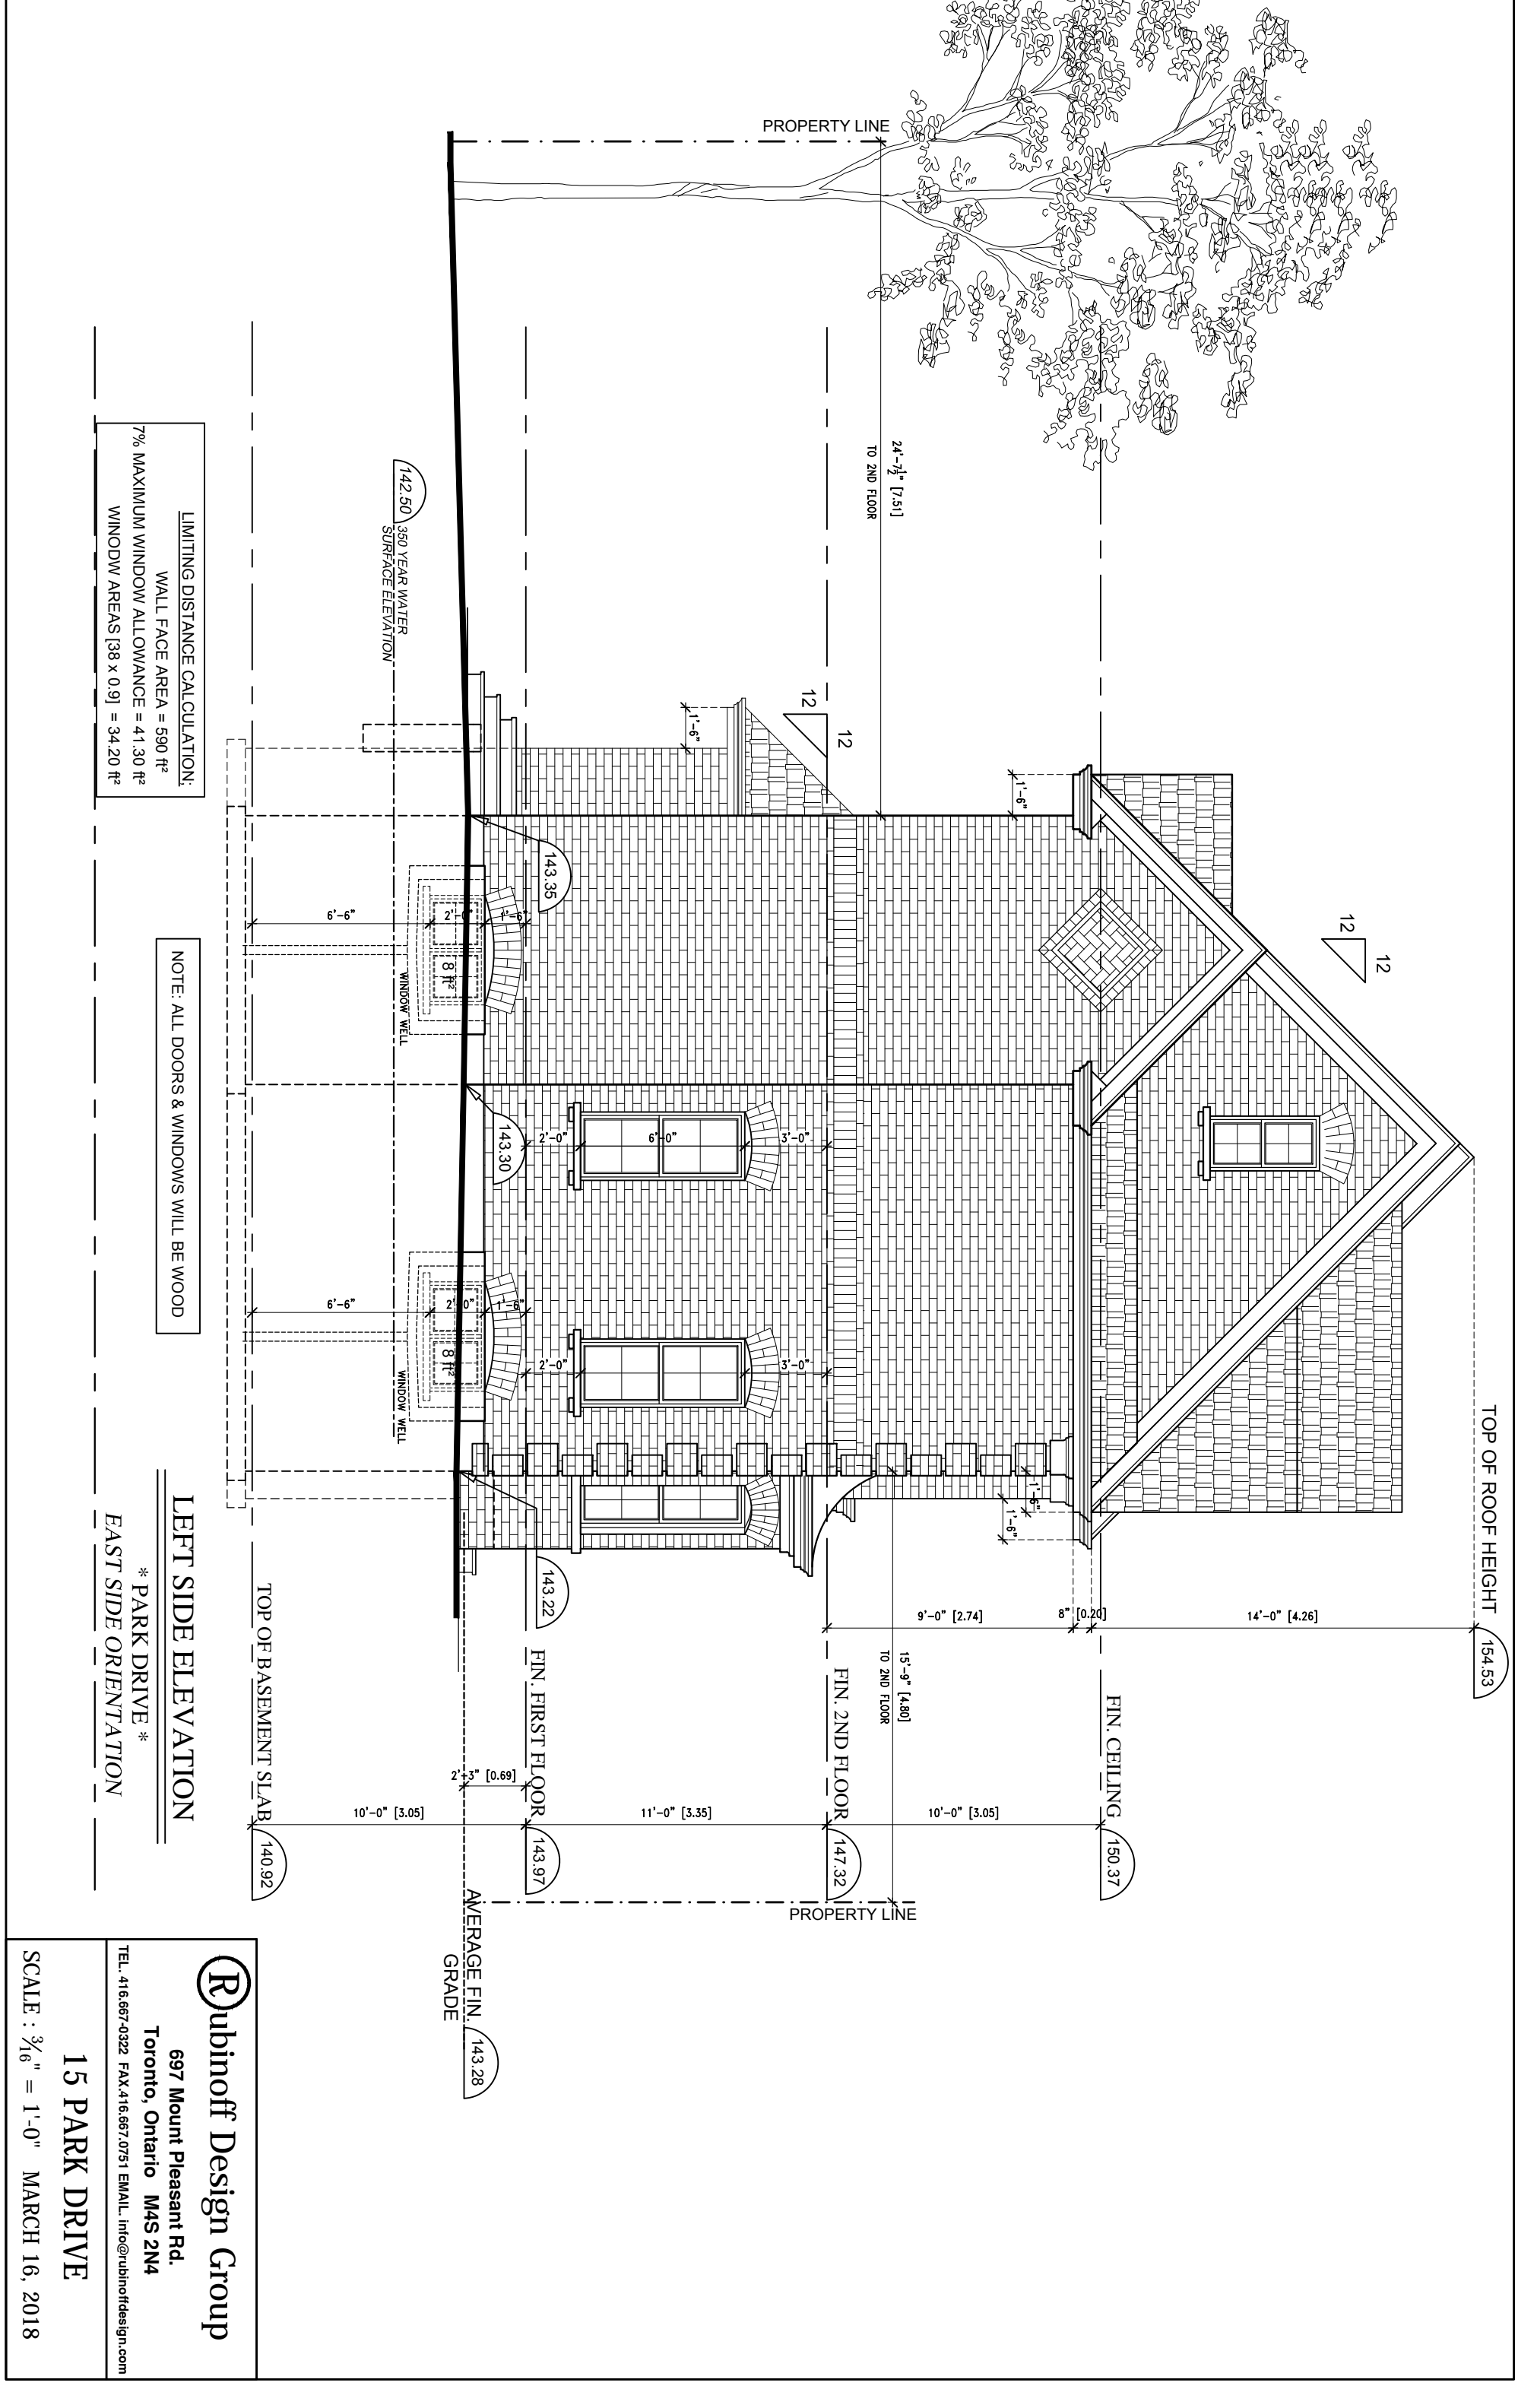 PROPERTY LINE
24'-7½" [7.51]
TO 2ND FLOOR
12
12
12
12
1'-6"
1'-6"
TOP OF ROOF HEIGHT
154.53
14'-0" [4.26]
8" [0.20]
9'-0" [2.74]
1'-6"
1'-6"
15'-9" [4.80]
TO 2ND FLOOR
FIN. CEILING
150.37
10'-0" [3.05]
FIN. 2ND FLOOR
147.32
11'-0" [3.35]
FIN. FIRST FLOOR
143.97
2'-3" [0.69]
10'-0" [3.05]
PROPERTY LINE
AVERAGE FIN.
GRADE
143.28
TOP OF BASEMENT SLAB
140.92
3'-0"
6'-0"
2'-0"
3'-0"
2'-0"
143.35
143.30
143.22
1'-6"
2'-0"
6'-6"
8 ft²
WINDOW WELL
1'-6"
2'-0"
6'-6"
8 ft²
WINDOW WELL
142.50
350 YEAR WATER
SURFACE ELEVATION
LIMITING DISTANCE CALCULATION:
WALL FACE AREA = 590 ft²
7% MAXIMUM WINDOW ALLOWANCE = 41.30 ft²
WINODW AREAS [38 x 0.9] = 34.20 ft²
NOTE: ALL DOORS & WINDOWS WILL BE WOOD
LEFT SIDE ELEVATION
* PARK DRIVE *
EAST SIDE ORIENTATION
Rubinoff Design Group
697 Mount Pleasant Rd.
Toronto, Ontario M4S 2N4
TEL. 416.667-0322 FAX.416.667.0751 EMAIL. info@rubinoffdesign.com
15 PARK DRIVE
SCALE : 3/16" = 1'-0" MARCH 16, 2018